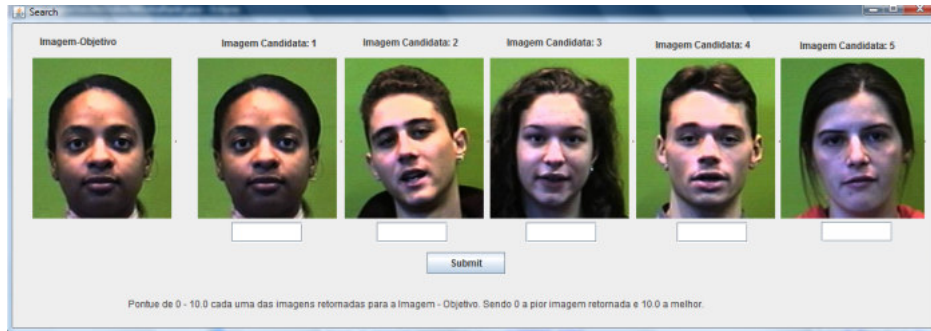 Search
Imagem-Objetivo
Imagem Candidata: 1
Imagem Candidata: 2
Imagem Candidata: 3
Imagem Candidata: 4
Imagem Candidata: 5
Submit
Pontue de 0 - 10.0 cada uma das imagens retornadas para a Imagem - Objetivo. Sendo 0 a pior imagem retornada e 10.0 a melhor.